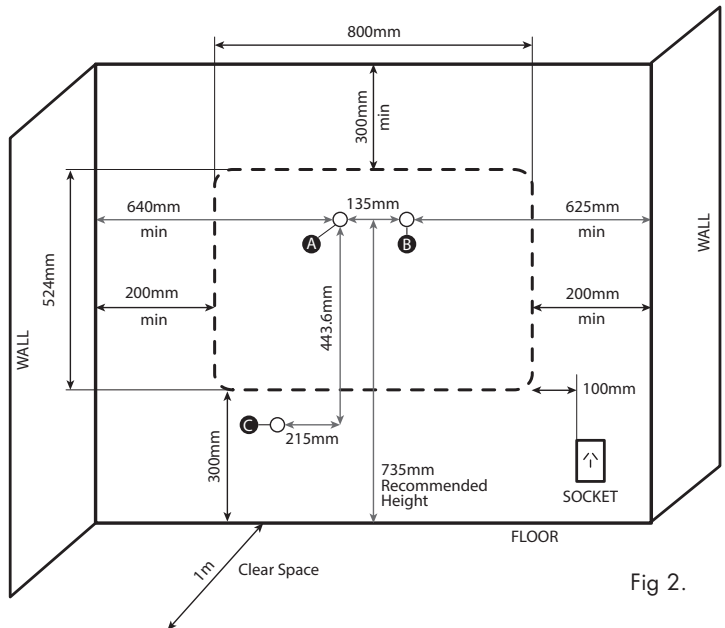 800mm
300mm
min
640mm
min
135mm
625mm
min
A
B
WALL
524mm
200mm
min
443.6mm
200mm
min
WALL
100mm
C
215mm
300mm
735mm
Recommended
Height
SOCKET
FLOOR
1m
Clear Space
Fig 2.